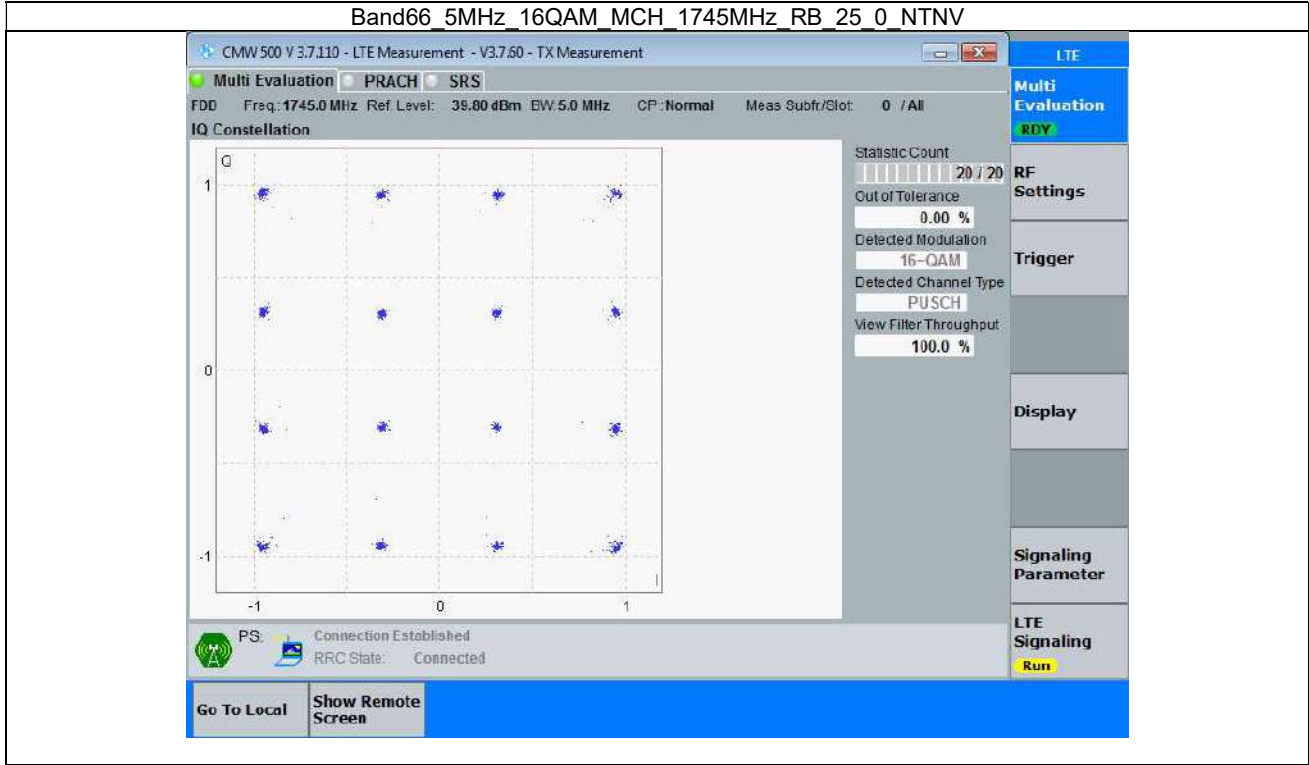 Band66_5MHz_16QAM_MCH_1745MHz_RB_25_0_NTNV
CMW 500 V 3.7.110 - LTE Measurement - V3.7.60 - TX Measurement
LTE
Multi Evaluation PRACH SRS
FDD Freq.: 1745.0 MHz Ref. Level: 39.80 dBm BW: 5.0 MHz CP: Normal Meas Subfr/Slot: 0 / All
IQ Constellation
Q
1
0
-1
-1 0 1
I
Statistic Count
20 / 20
Out of Tolerance
0.00 %
Detected Modulation
16-QAM
Detected Channel Type
PUSCH
View Filter Throughput
100.0 %
Multi
Evaluation
RDY
RF
Settings
Trigger
Display
Signaling
Parameter
LTE
Signaling
Run
PS: Connection Established
RRC State: Connected
Go To Local
Show Remote
Screen